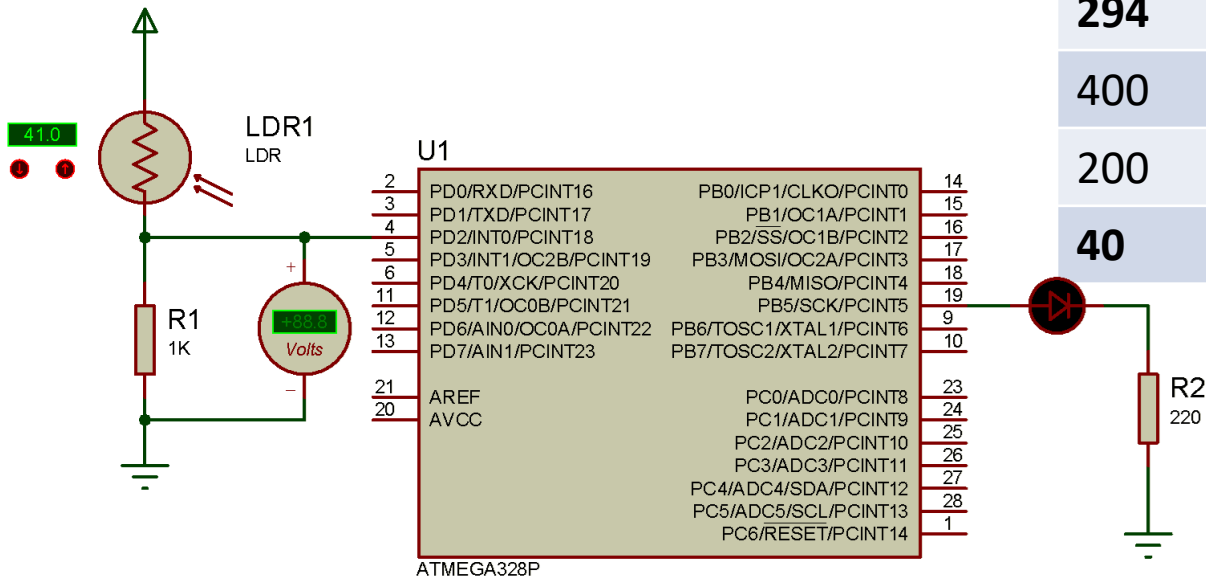 294
400
200
40
41.0
LDR1
LDR
U1
2 PD0/RXD/PCINT16
3 PD1/TXD/PCINT17
4 PD2/INT0/PCINT18
5 PD3/INT1/OC2B/PCINT19
6 PD4/T0/XCK/PCINT20
11 PD5/T1/OC0B/PCINT21
12 PD6/AIN0/OC0A/PCINT22
13 PD7/AIN1/PCINT23
21 AREF
20 AVCC
PB0/ICP1/CLKO/PCINT0 14
PB1/OC1A/PCINT1 15
PB2/SS/OC1B/PCINT2 16
PB3/MOSI/OC2A/PCINT3 17
PB4/MISO/PCINT4 18
PB5/SCK/PCINT5 19
PB6/TOSC1/XTAL1/PCINT6 9
PB7/TOSC2/XTAL2/PCINT7 10
PC0/ADC0/PCINT8 23
PC1/ADC1/PCINT9 24
PC2/ADC2/PCINT10 25
PC3/ADC3/PCINT11 26
PC4/ADC4/SDA/PCINT12 27
PC5/ADC5/SCL/PCINT13 28
PC6/RESET/PCINT14 1
ATMEGA328P
R1
1K
+
+88.8
Volts
−
R2
220